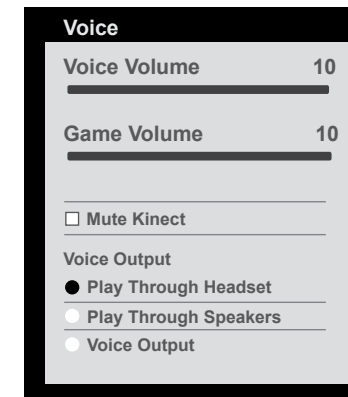 Voice
Voice Volume 10
Game Volume 10
Mute Kinect
Voice Output
Play Through Headset
Play Through Speakers
Voice Output